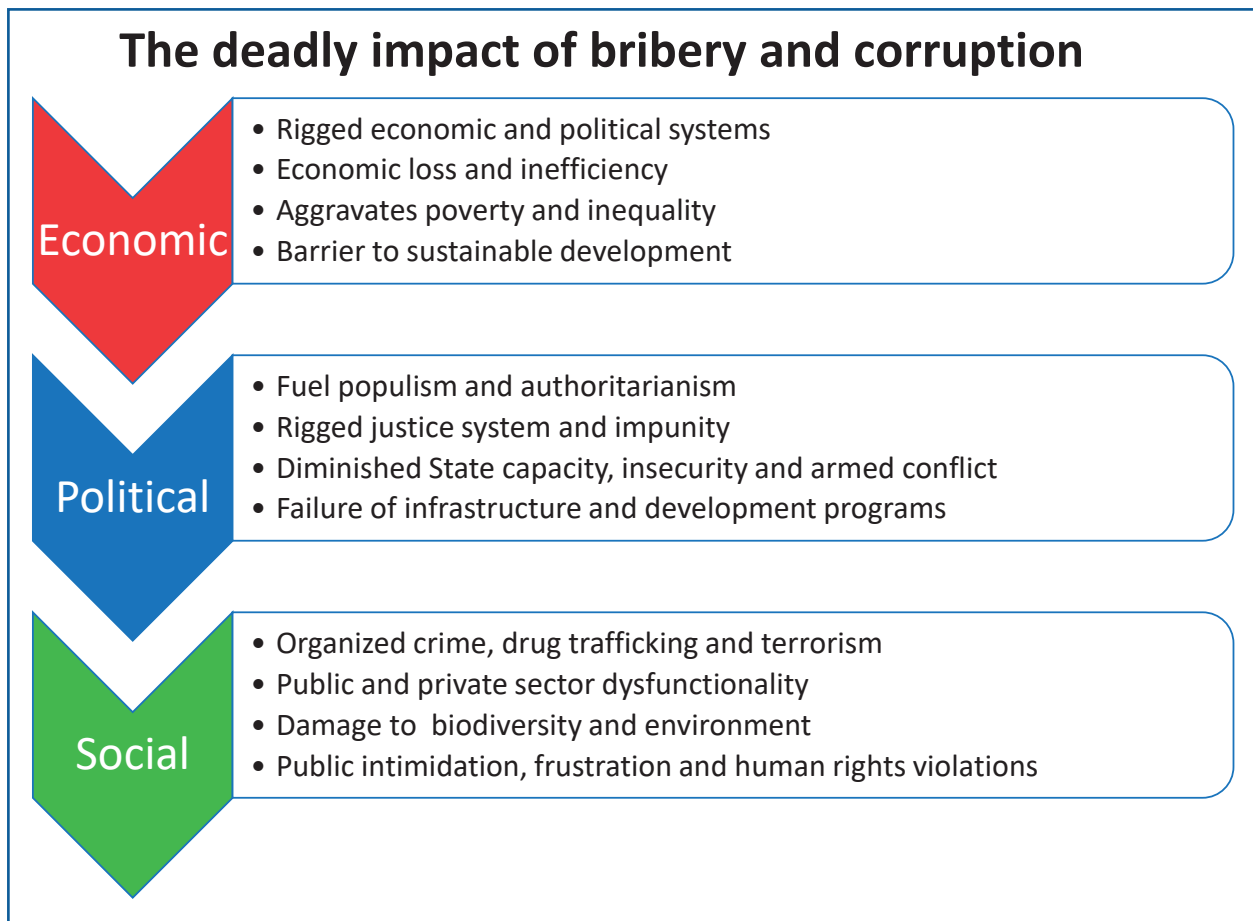 The deadly impact of bribery and corruption
Economic
• Rigged economic and political systems
• Economic loss and inefficiency
• Aggravates poverty and inequality
• Barrier to sustainable development
Political
• Fuel populism and authoritarianism
• Rigged justice system and impunity
• Diminished State capacity, insecurity and armed conflict
• Failure of infrastructure and development programs
Social
• Organized crime, drug trafficking and terrorism
• Public and private sector dysfunctionality
• Damage to  biodiversity and environment
• Public intimidation, frustration and human rights violations